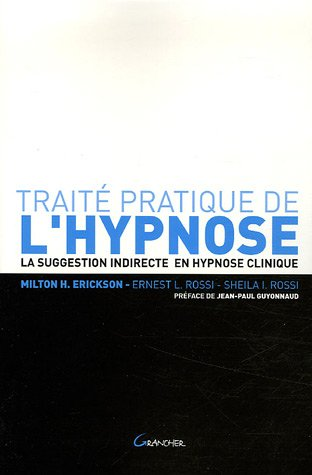 TRAITÉ PRATIQUE DE
L'HYPNOSE
LA SUGGESTION INDIRECTE EN HYPNOSE CLINIQUE
MILTON H. ERICKSON - ERNEST L. ROSSI - SHEILA I. ROSSI
PRÉFACE DE JEAN-PAUL GUYONNAUD
GRANCHER